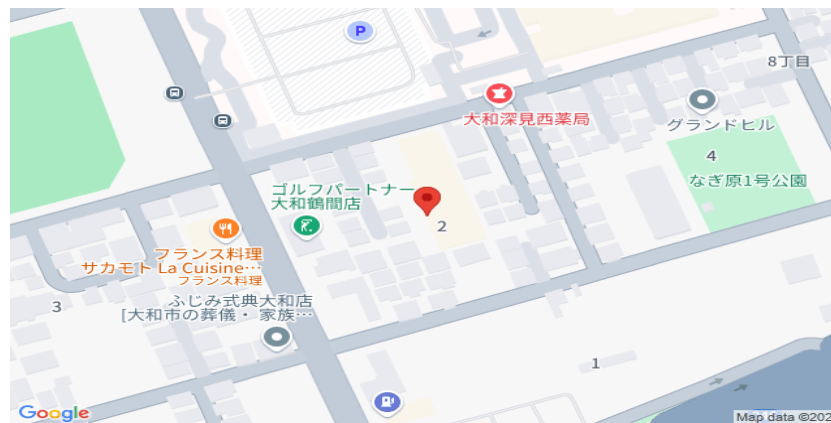 P
8丁目
大和深見西薬局
グランドヒル
4
なぎ原1号公園
ゴルフパートナー
大和鶴間店
2
フランス料理
サカモト La Cuisine…
フランス料理
3
ふじみ式典大和店
[大和市の葬儀・ 家族…
1
Google
Map data ©202